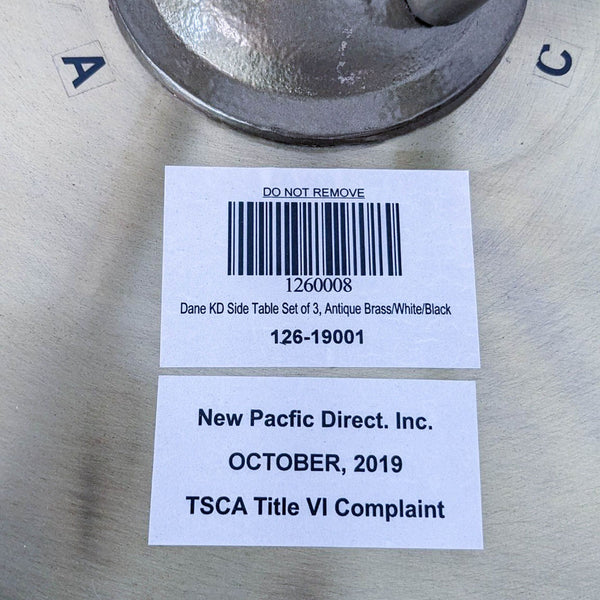 A
C
DO NOT REMOVE
1260008
Dane KD Side Table Set of 3, Antique Brass/White/Black
126-19001
New Pacfic Direct. Inc.
OCTOBER, 2019
TSCA Title VI Complaint